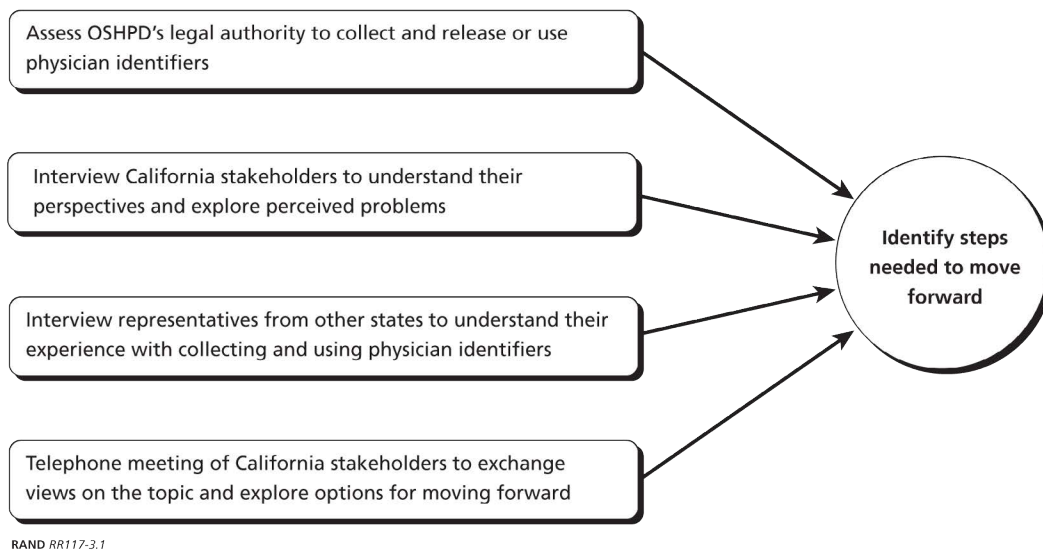 Assess OSHPD's legal authority to collect and release or use
physician identifiers
Interview California stakeholders to understand their
perspectives and explore perceived problems
Interview representatives from other states to understand their
experience with collecting and using physician identifiers
Telephone meeting of California stakeholders to exchange
views on the topic and explore options for moving forward
Identify steps
needed to move
forward
RAND RR117-3.1